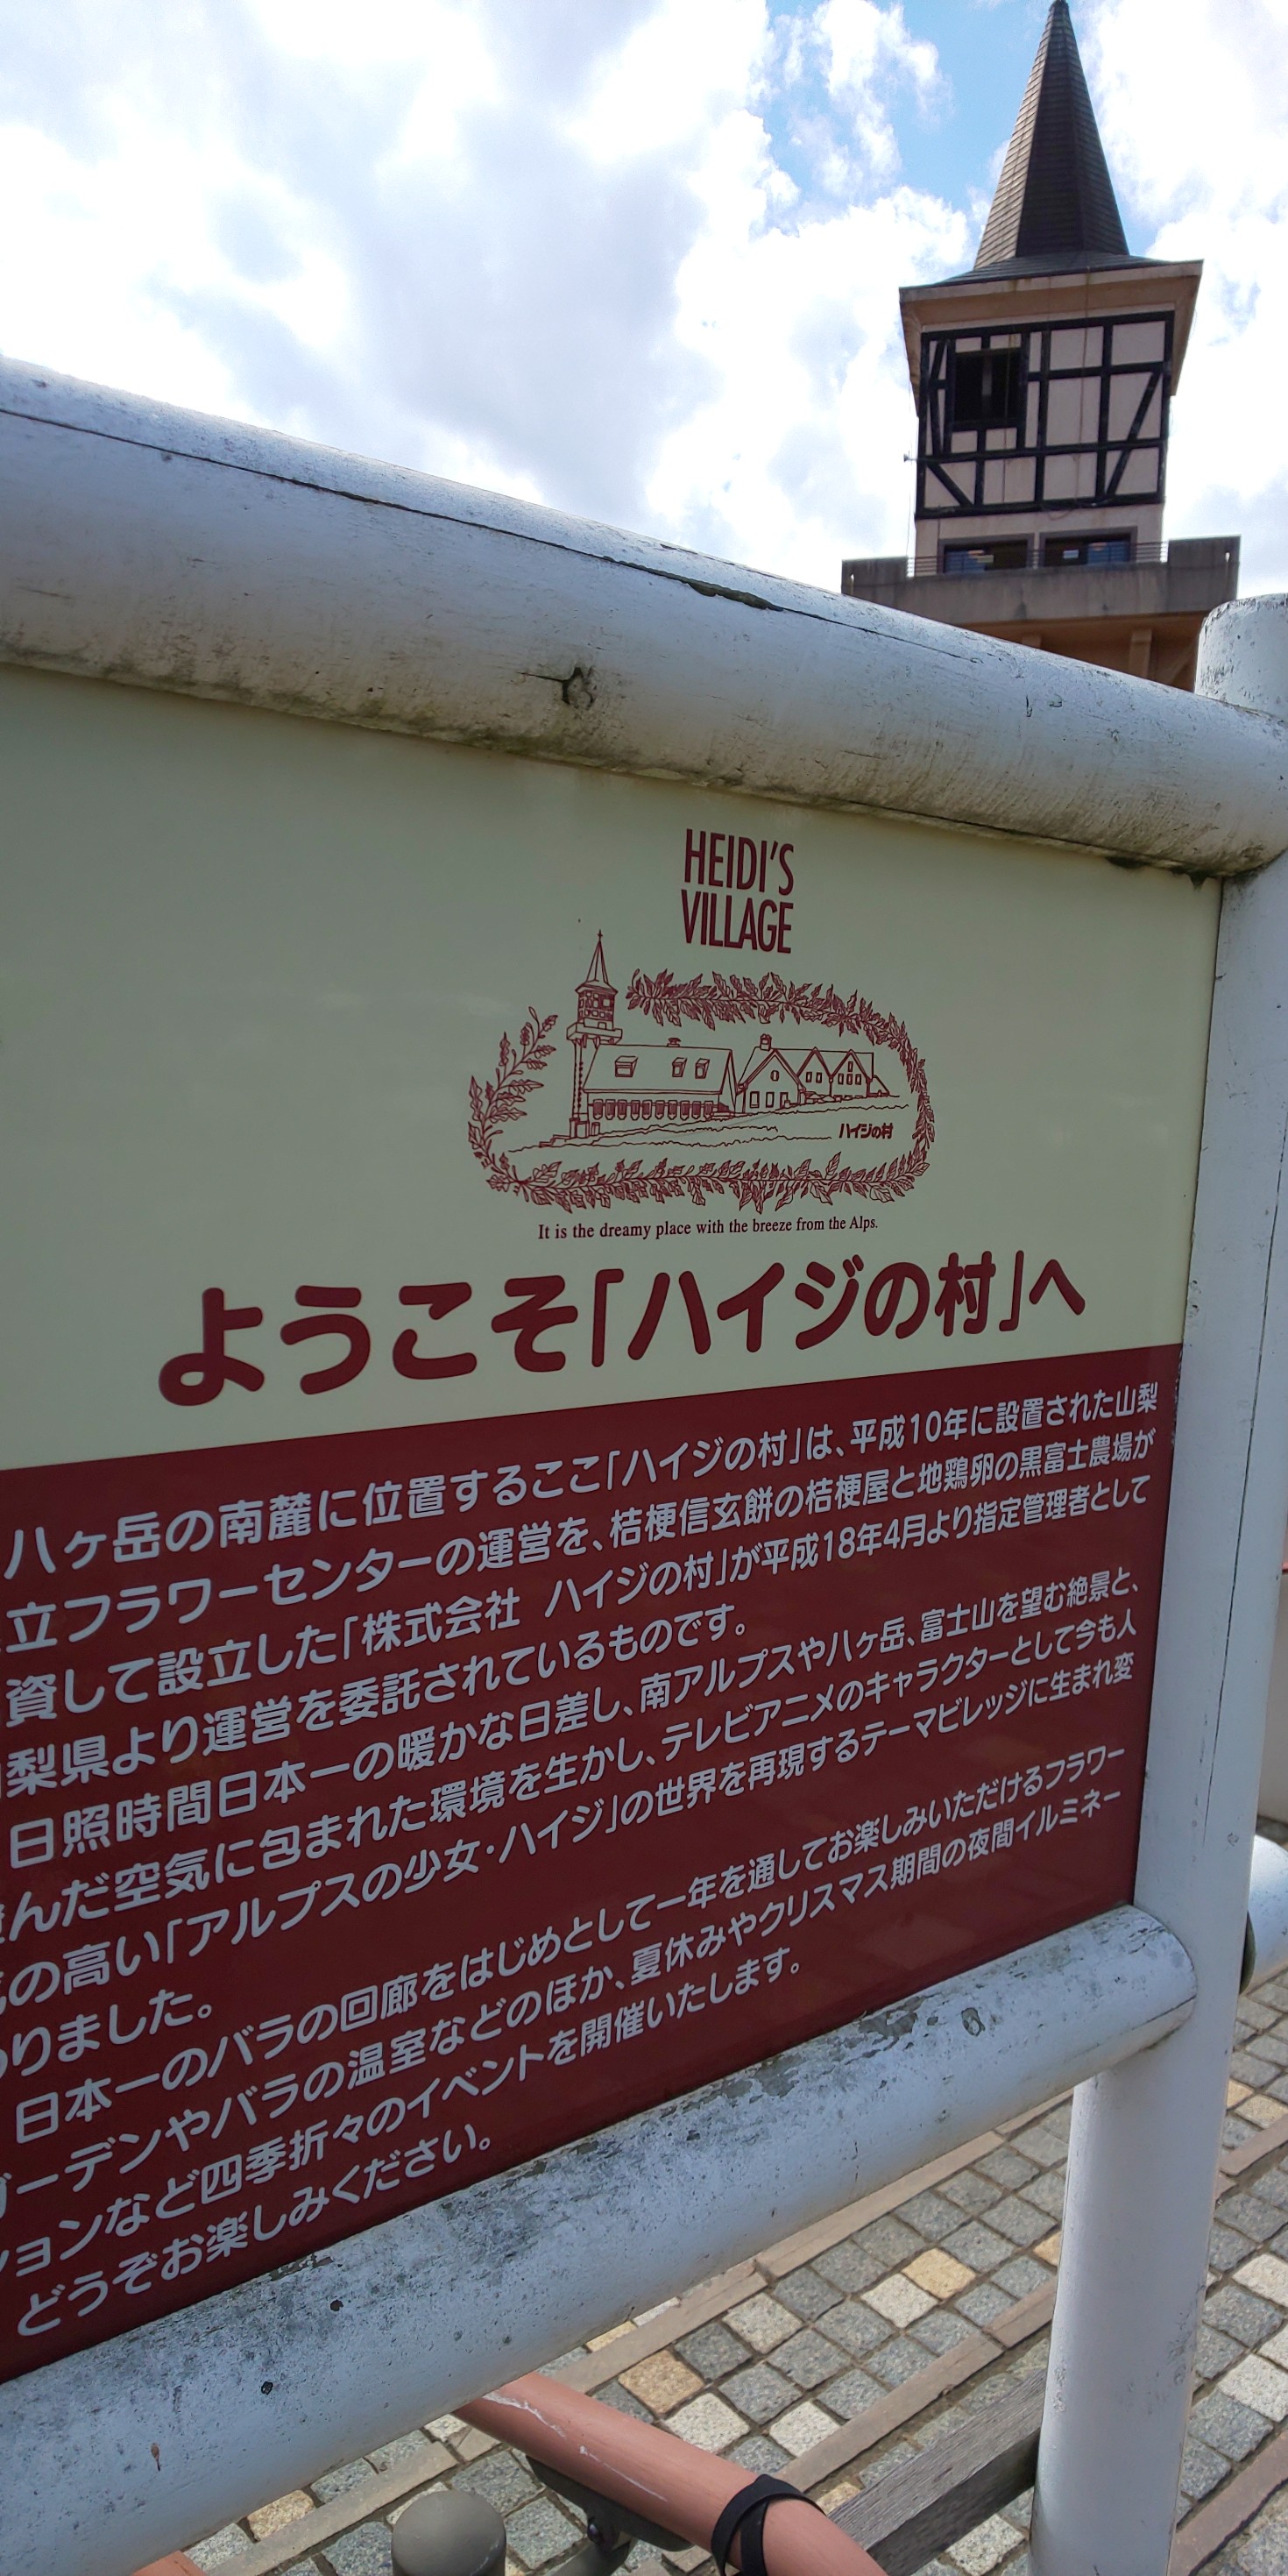 HEIDI'S
VILLAGE
ハイジの村
It is the dreamy place with the breeze from the Alps.
ようこそ「ハイジの村」へ
八ヶ岳の南麓に位置するここ「ハイジの村」は、平成10年に設置された山梨
立フラワーセンターの運営を、桔梗信玄餅の桔梗屋と地鶏卵の黒富士農場が
資して設立した「株式会社 ハイジの村」が平成18年4月より指定管理者として
梨県より運営を委託されているものです。
日照時間日本一の暖かな日差し、南アルプスや八ヶ岳、富士山を望む絶景と、
んだ空気に包まれた環境を生かし、テレビアニメのキャラクターとして今も人
の高い「アルプスの少女・ハイジ」の世界を再現するテーマビレッジに生まれ変
りました。
日本一のバラの回廊をはじめとして一年を通してお楽しみいただけるフラワー
ガーデンやバラの温室などのほか、夏休みやクリスマス期間の夜間イルミネー
ションなど四季折々のイベントを開催いたします。
どうぞお楽しみください。